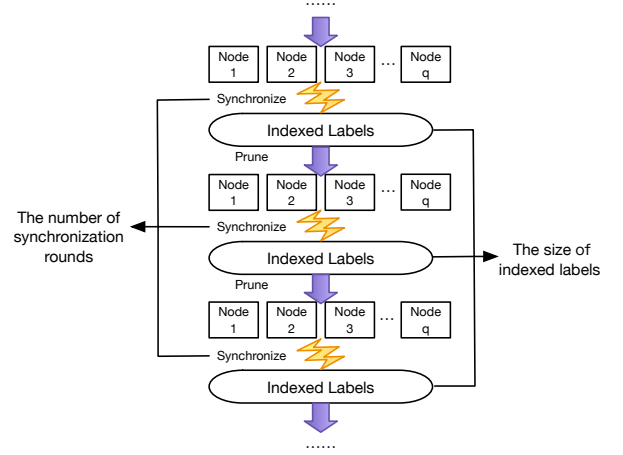 ......
Node 1 Node 2 Node 3 ... Node q
Synchronize
Indexed Labels
Prune
Node 1 Node 2 Node 3 ... Node q
The number of
synchronization
rounds
Synchronize
Indexed Labels
The size of
indexed labels
Prune
Node 1 Node 2 Node 3 ... Node q
Synchronize
Indexed Labels
......